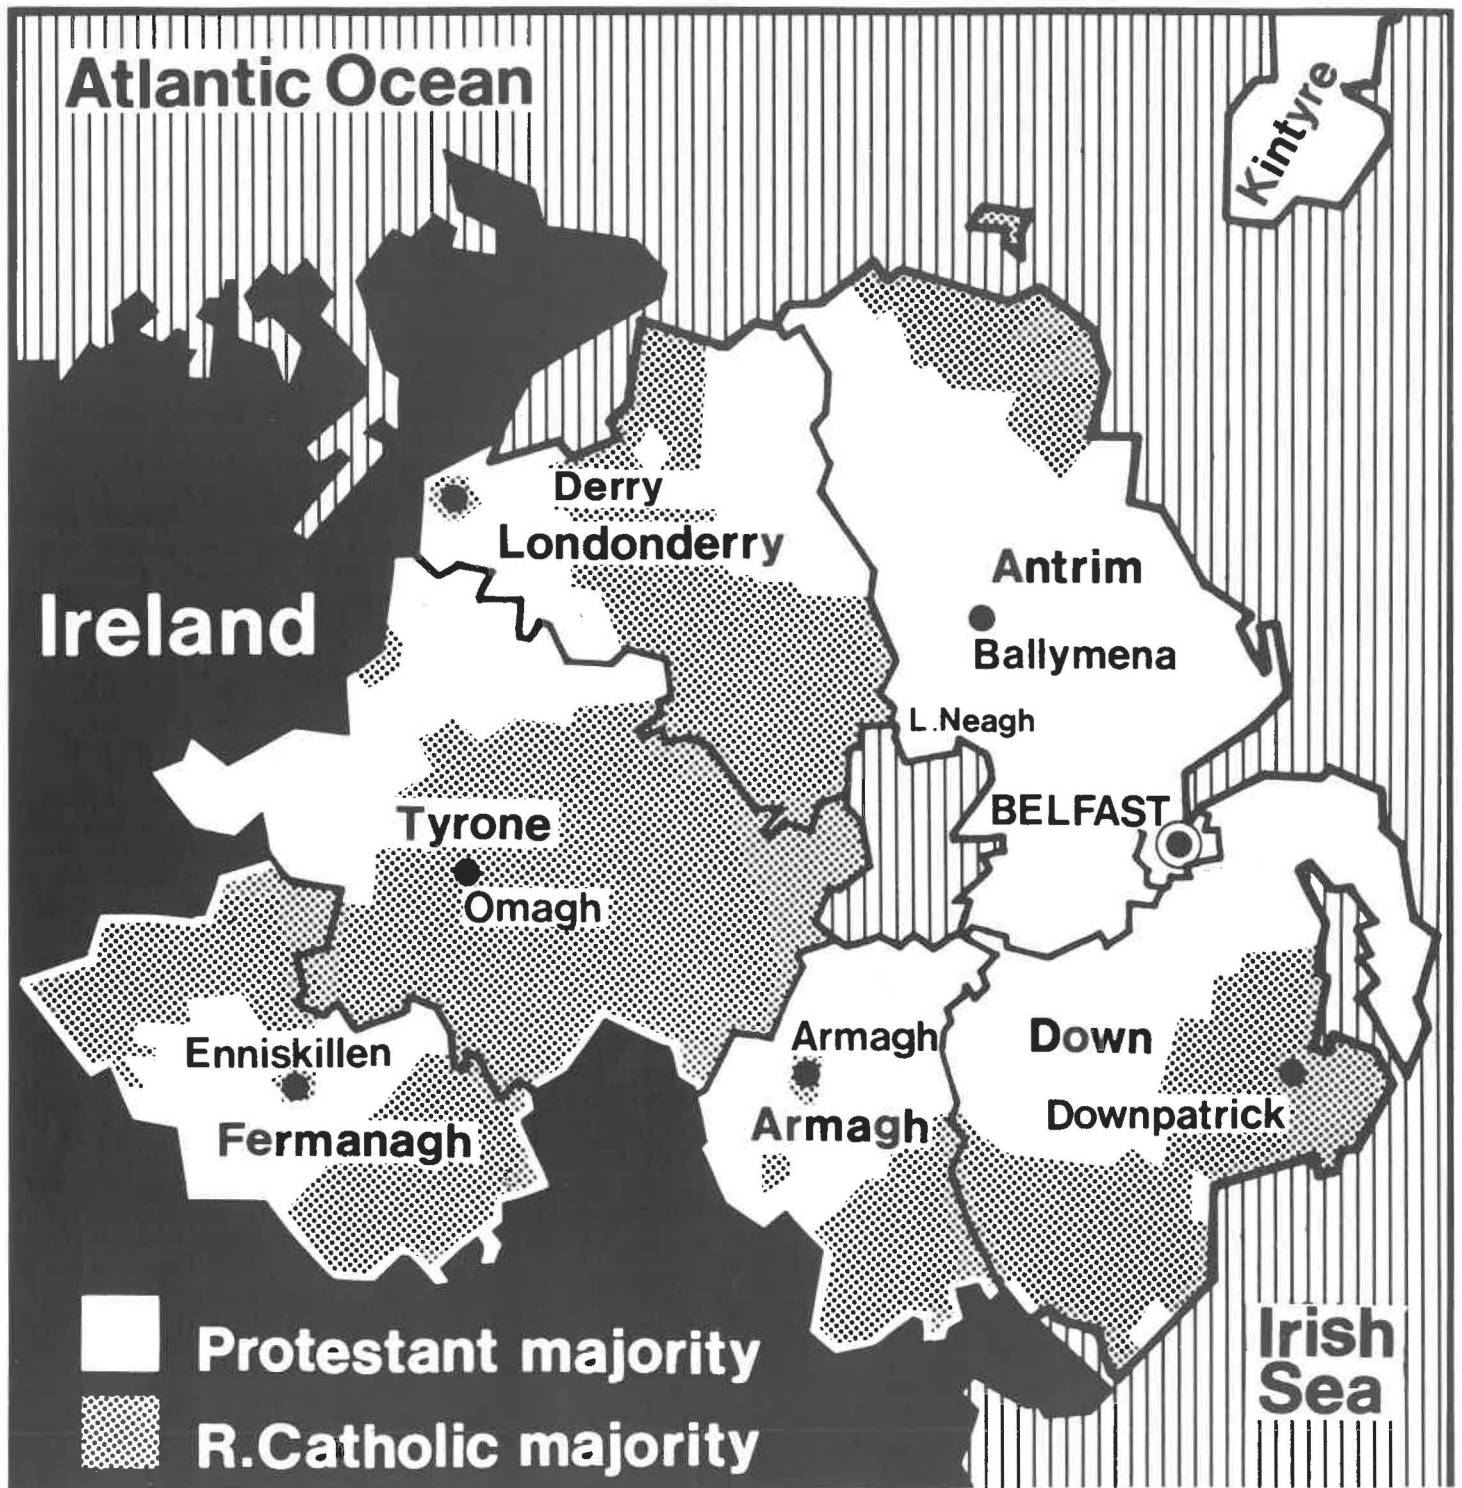 Atlantic Ocean
Kintyre
Derry
Londonderry
Antrim
Ireland
Ballymena
L.Neagh
BELFAST
Tyrone
Omagh
Armagh
Down
Enniskillen
Downpatrick
Armagh
Fermanagh
Irish
Sea
Protestant majority
R.Catholic majority